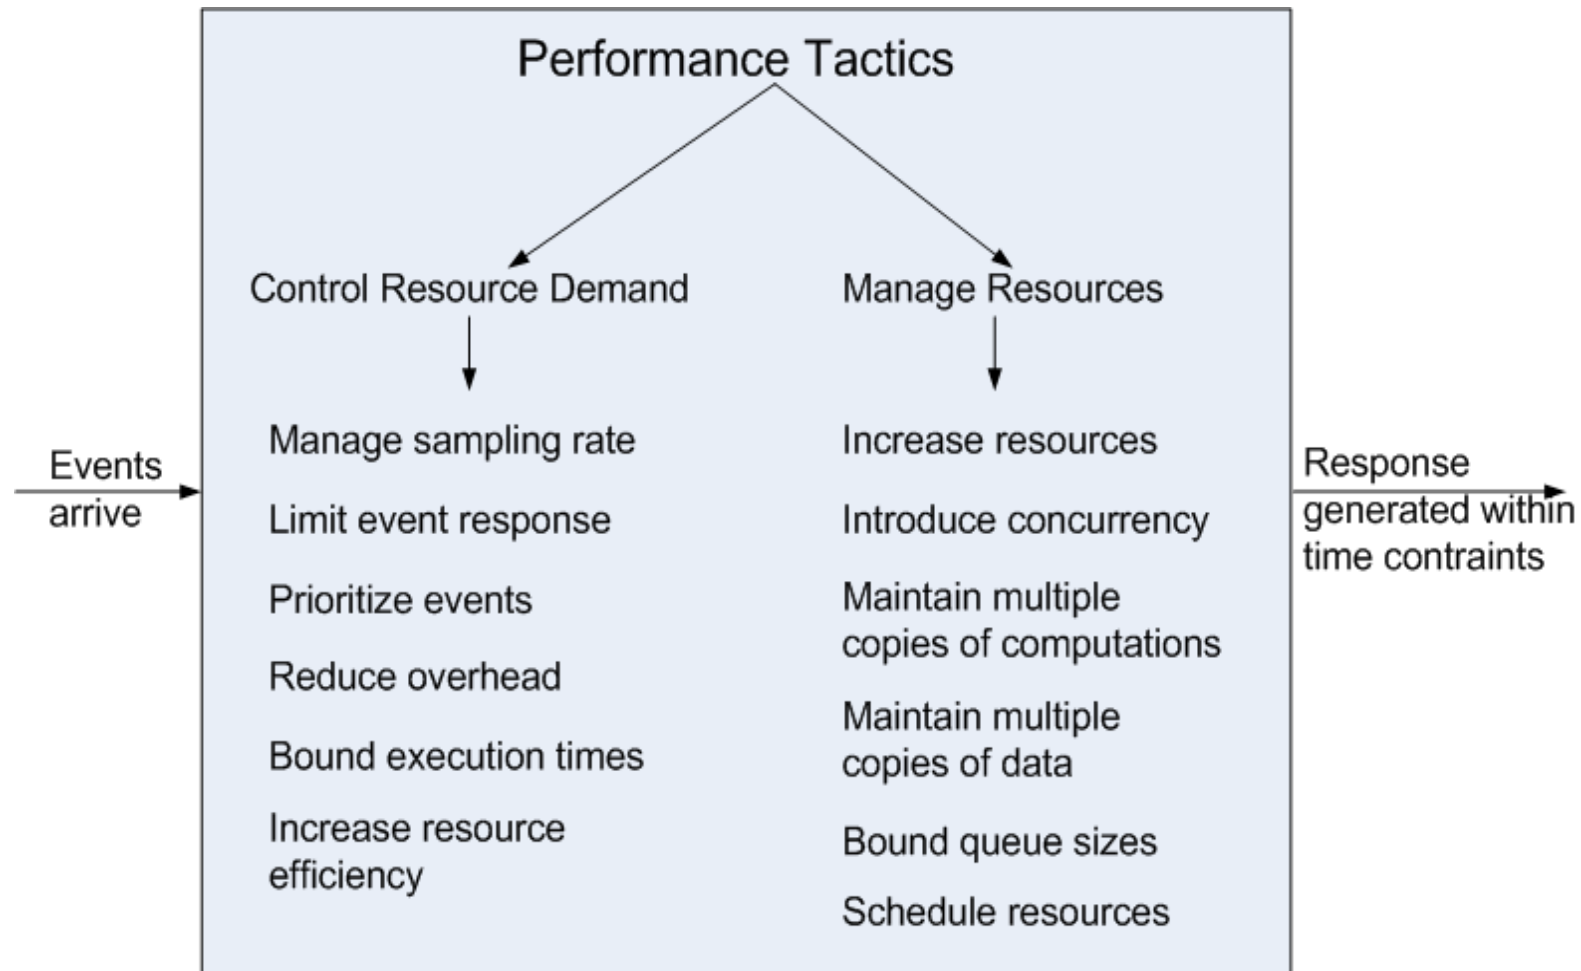 Performance Tactics
Control Resource Demand
Manage Resources
Events
arrive
Manage sampling rate
Limit event response
Prioritize events
Reduce overhead
Bound execution times
Increase resource
efficiency
Increase resources
Introduce concurrency
Maintain multiple
copies of computations
Maintain multiple
copies of data
Bound queue sizes
Schedule resources
Response
generated within
time contraints